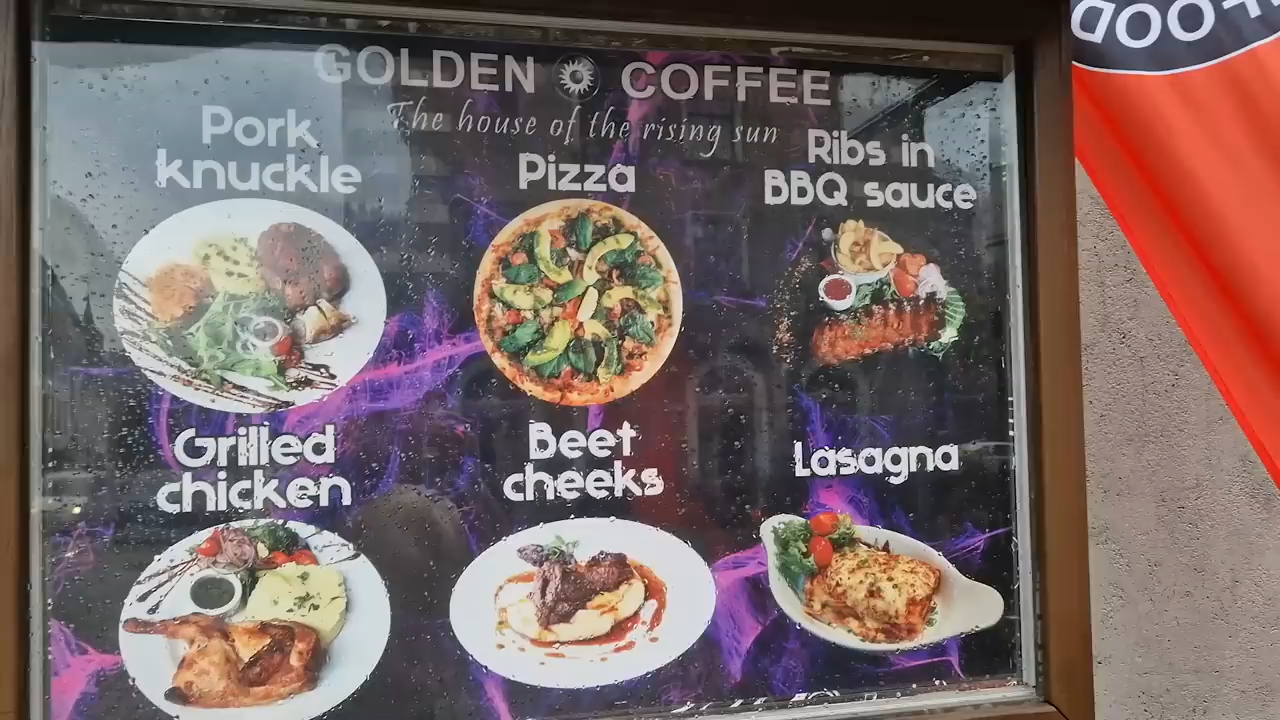 GOLDEN COFFEE
The house of the rising sun
Pork
knuckle
Pizza
Ribs in
BBQ sauce
Grilled
chicken
Beet
cheeks
Lasagna